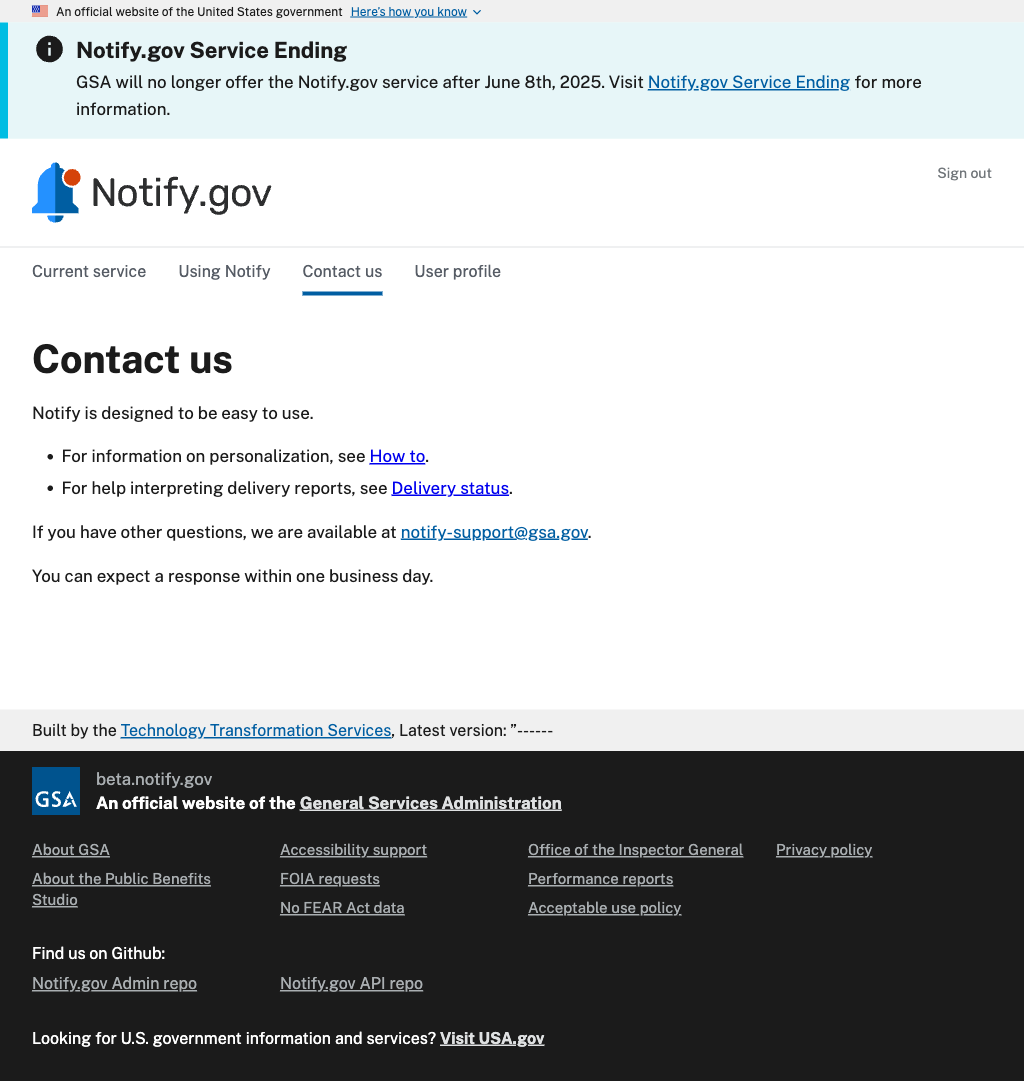 An official website of the United States government Here's how you know
Notify.gov Service Ending
GSA will no longer offer the Notify.gov service after June 8th, 2025. Visit Notify.gov Service Ending for more
information.
Notify.gov
Sign out
Current service Using Notify Contact us User profile
Contact us
Notify is designed to be easy to use.
• For information on personalization, see How to.
• For help interpreting delivery reports, see Delivery status.
If you have other questions, we are available at notify-support@gsa.gov.
You can expect a response within one business day.
Built by the Technology Transformation Services, Latest version: ”------
GSA
beta.notify.gov
An official website of the General Services Administration
About GSA Accessibility support Office of the Inspector General Privacy policy
About the Public Benefits FOIA requests Performance reports
Studio
No FEAR Act data Acceptable use policy
Find us on Github:
Notify.gov Admin repo Notify.gov API repo
Looking for U.S. government information and services? Visit USA.gov